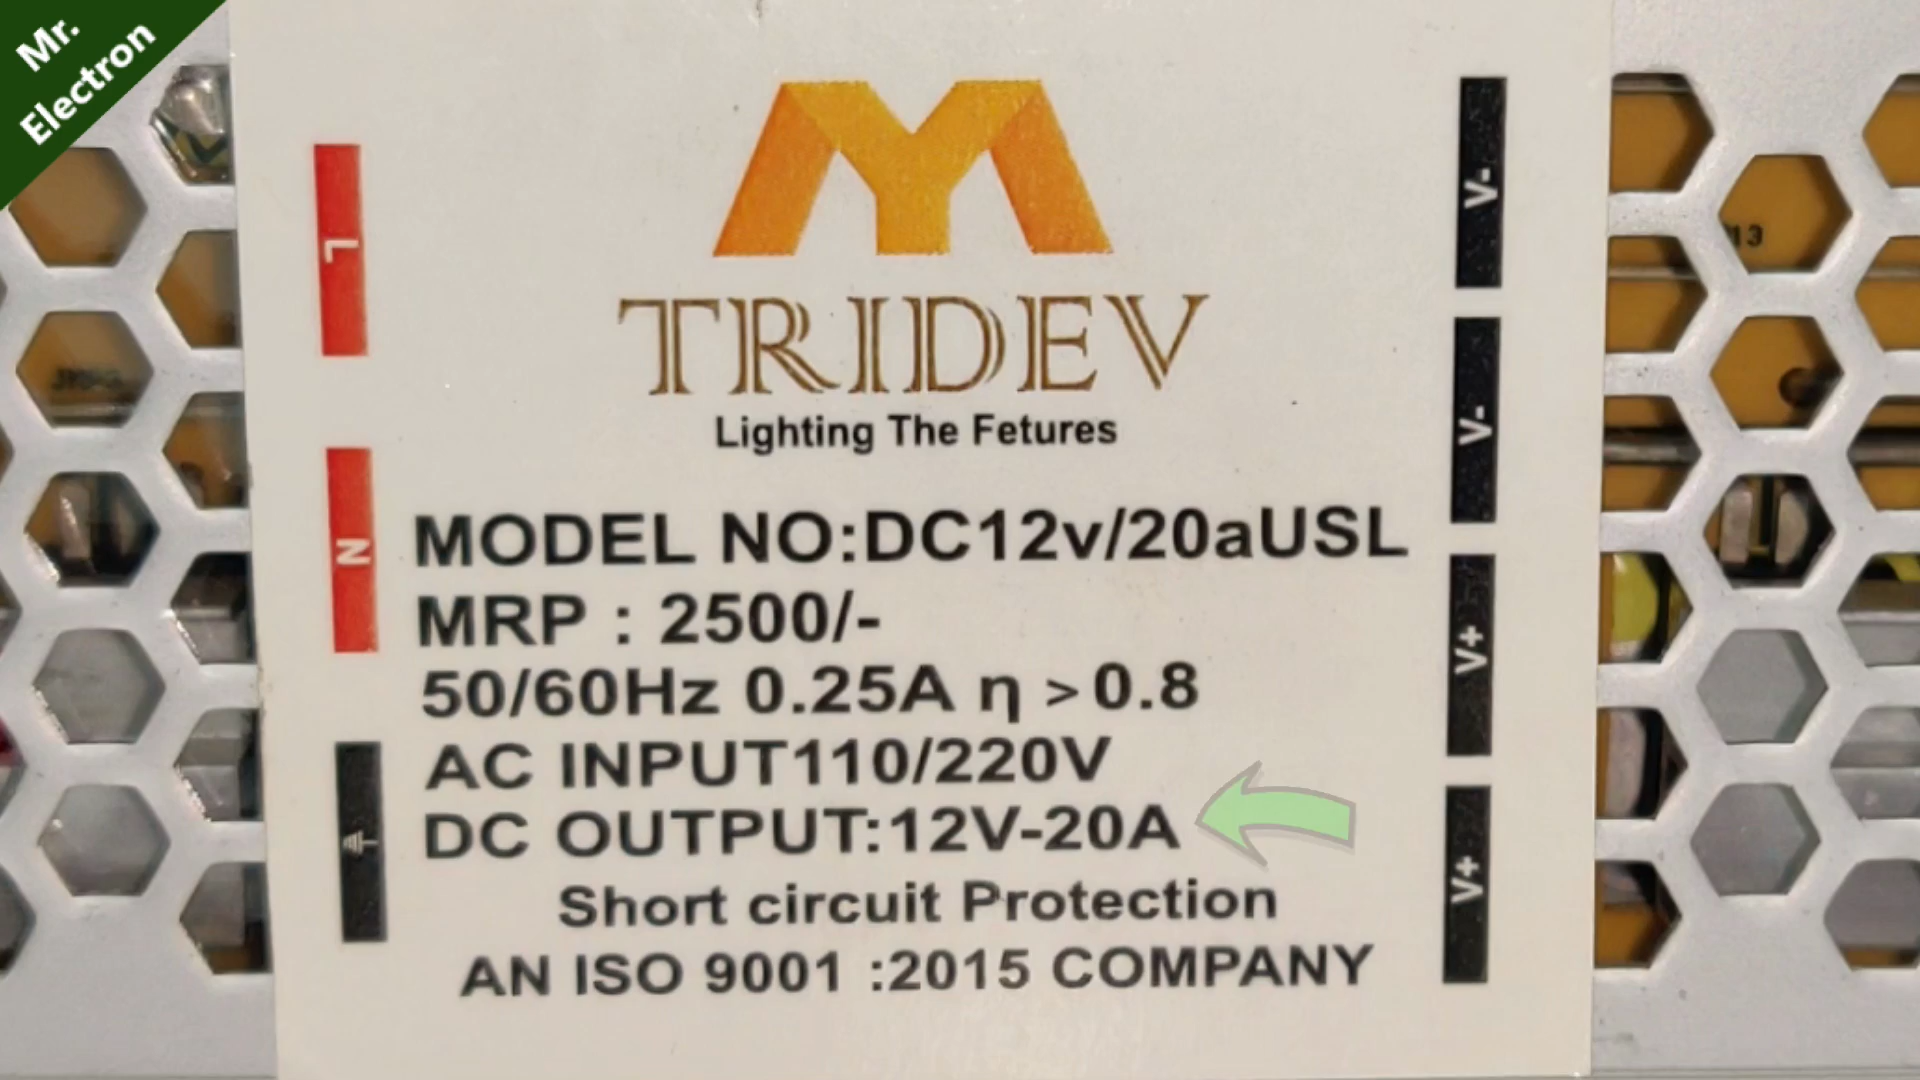 Mr.
Electron
L
N
TRIDEV
Lighting The Fetures
MODEL NO:DC12v/20aUSL
MRP : 2500/-
50/60Hz 0.25A η > 0.8
AC INPUT110/220V
DC OUTPUT:12V-20A
Short circuit Protection
AN ISO 9001 :2015 COMPANY
V-
V-
V+
V+
13